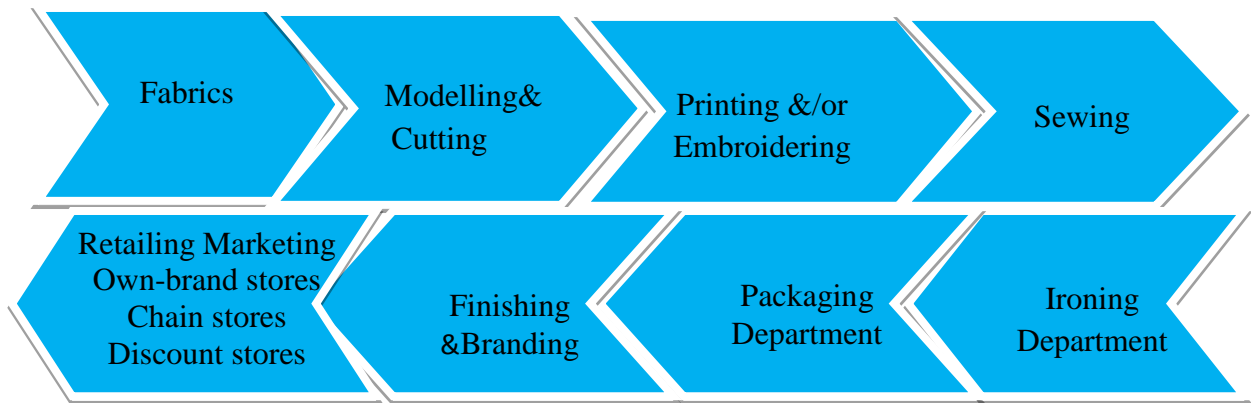 Fabrics
Modelling&
Cutting
Printing &/or
Embroidering
Sewing
Retailing Marketing
Own-brand stores
Chain stores
Discount stores
Finishing
&Branding
Packaging
Department
Ironing
Department